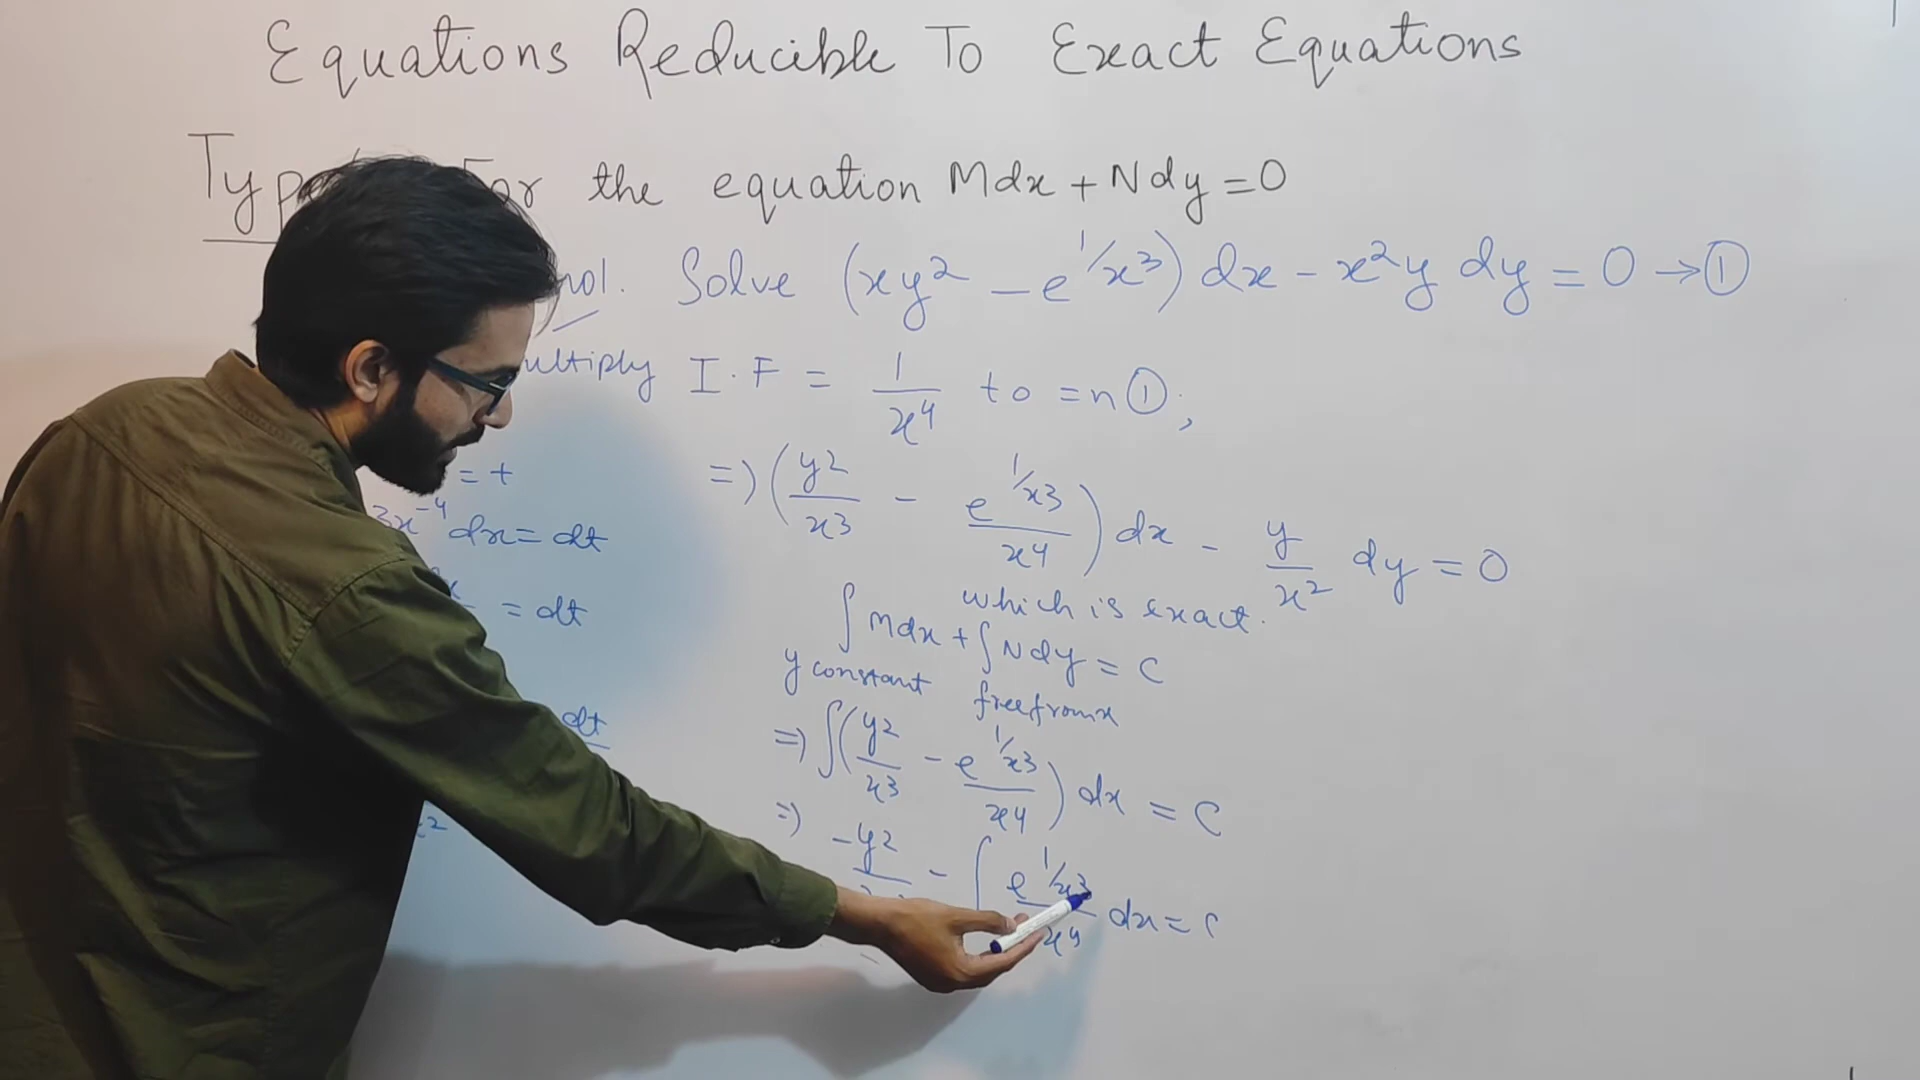 Equations Reducible To Exact Equations
For the equation Mdx + Ndy = 0
Solve (xy² - e^{1/x³}) dx - x²y dy = 0 → ①
I.F = 1/x⁴ to =n ①;
= t
3x⁻⁴ dx = dt
= dt
dt
=) (y²/x³ - e^{1/x³}/x⁴) dx - y/x² dy = 0
which is exact.
∫ Mdx + ∫ Ndy = C
y constant free from x
=) ∫(y²/x³ - e^{1/x³}/x⁴) dx = C
=) -y² - ∫ e^{1/x³}/x⁴ dx = C